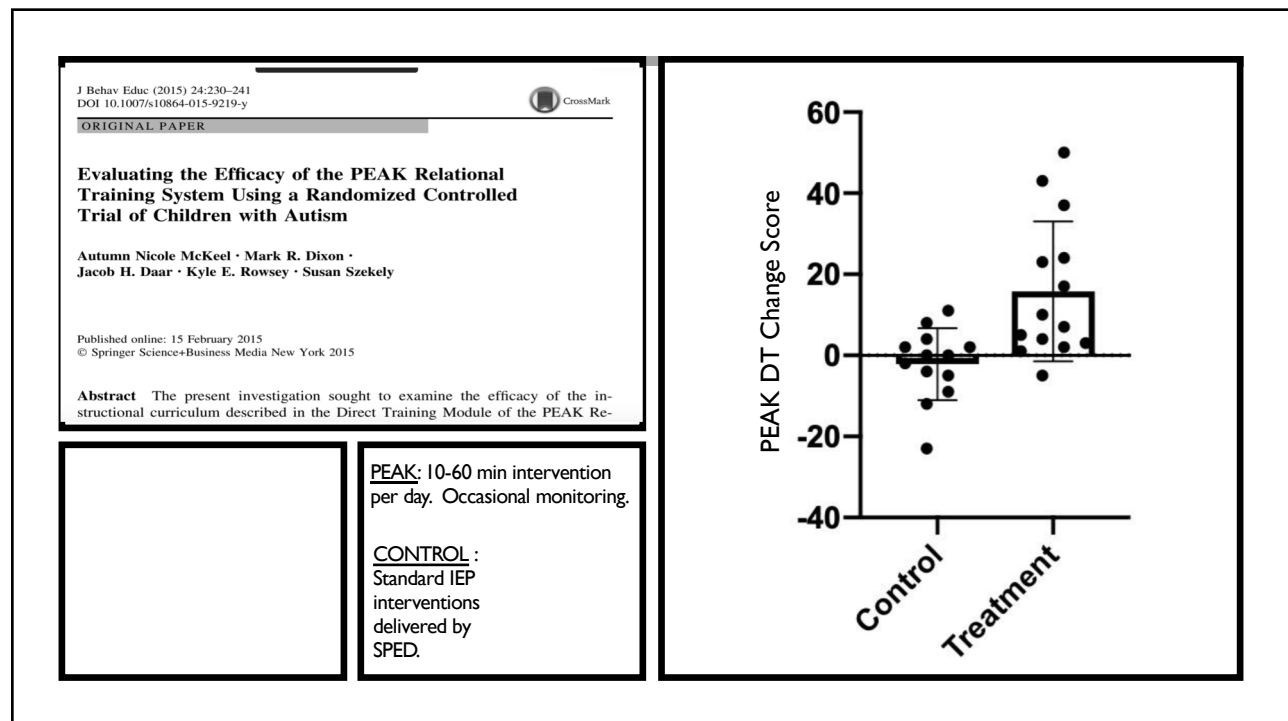 J Behav Educ (2015) 24:230–241
DOI 10.1007/s10864-015-9219-y
CrossMark
ORIGINAL PAPER
Evaluating the Efficacy of the PEAK Relational
Training System Using a Randomized Controlled
Trial of Children with Autism
Autumn Nicole McKeel · Mark R. Dixon ·
Jacob H. Daar · Kyle E. Rowsey · Susan Szekely
Published online: 15 February 2015
© Springer Science+Business Media New York 2015
Abstract The present investigation sought to examine the efficacy of the in-
structional curriculum described in the Direct Training Module of the PEAK Re-
PEAK: 10-60 min intervention
per day. Occasional monitoring.
CONTROL :
Standard IEP
interventions
delivered by
SPED.
PEAK DT Change Score
60
40
20
0
-20
-40
Control
Treatment